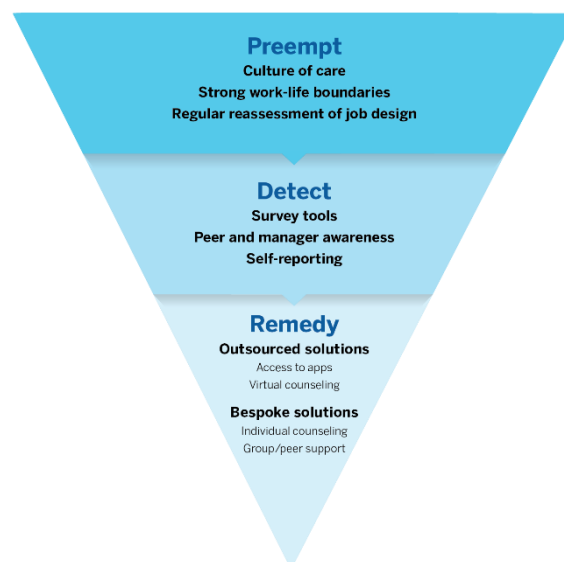 Preempt
Culture of care
Strong work-life boundaries
Regular reassessment of job design
Detect
Survey tools
Peer and manager awareness
Self-reporting
Remedy
Outsourced solutions
Access to apps
Virtual counseling
Bespoke solutions
Individual counseling
Group/peer support